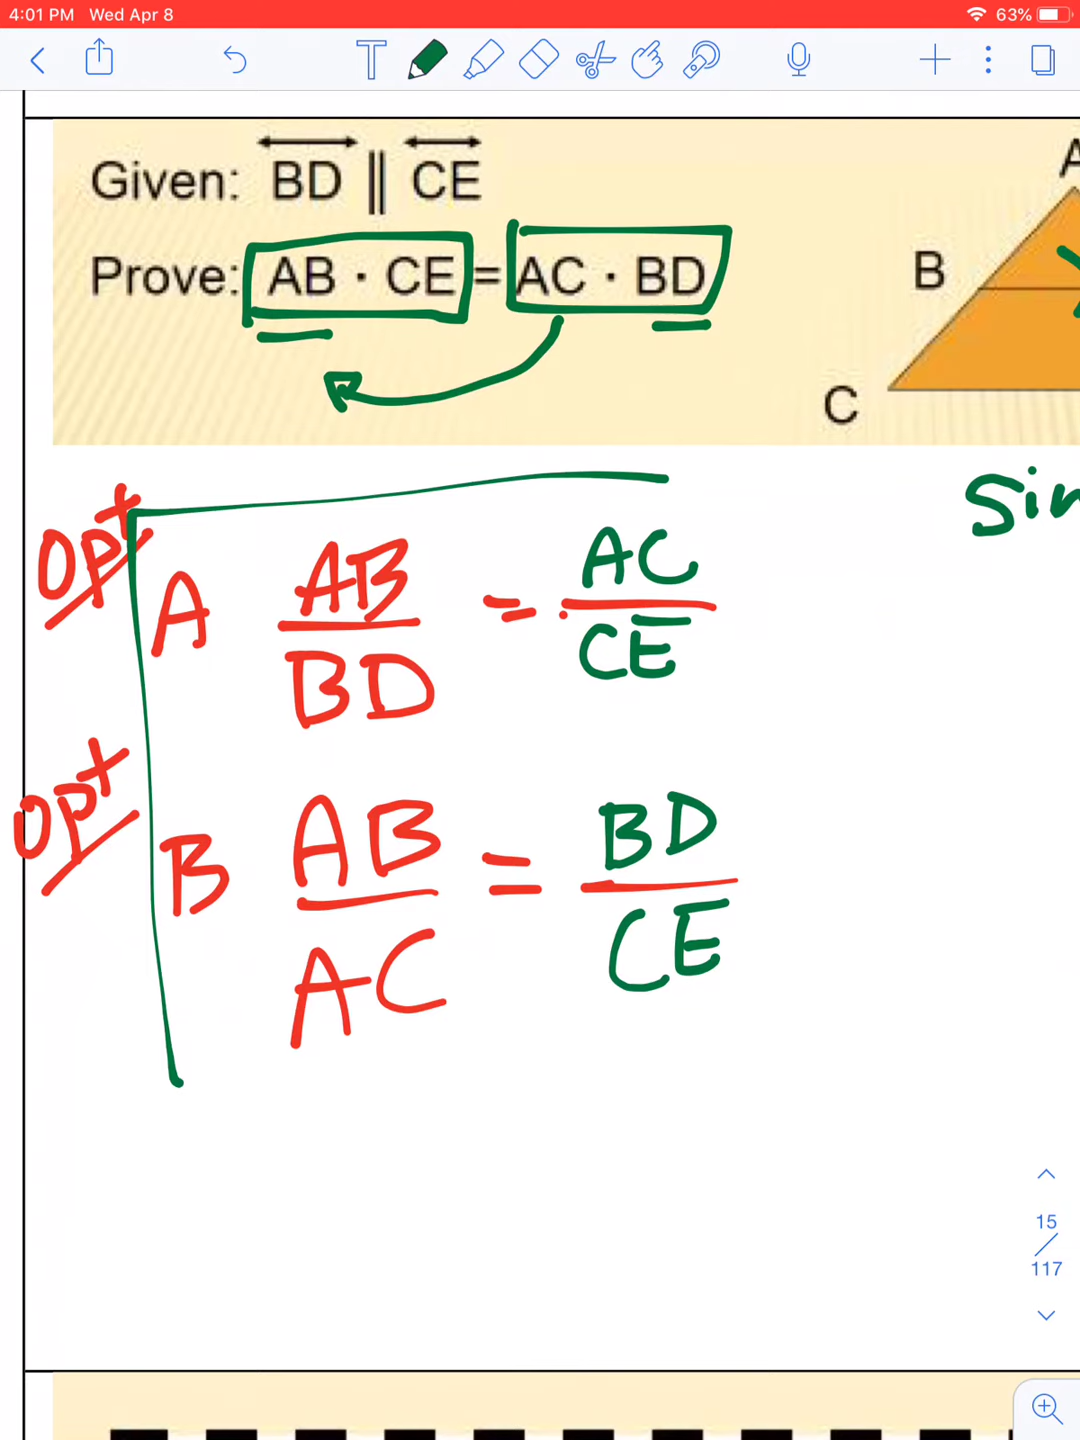 4:01 PM Wed Apr 8 63%
Given: BD ∥ CE
A
Prove: AB · CE = AC · BD
B
C
Opt A AB/BD = AC/CE
Opt B AB/AC = BD/CE
15
/
117